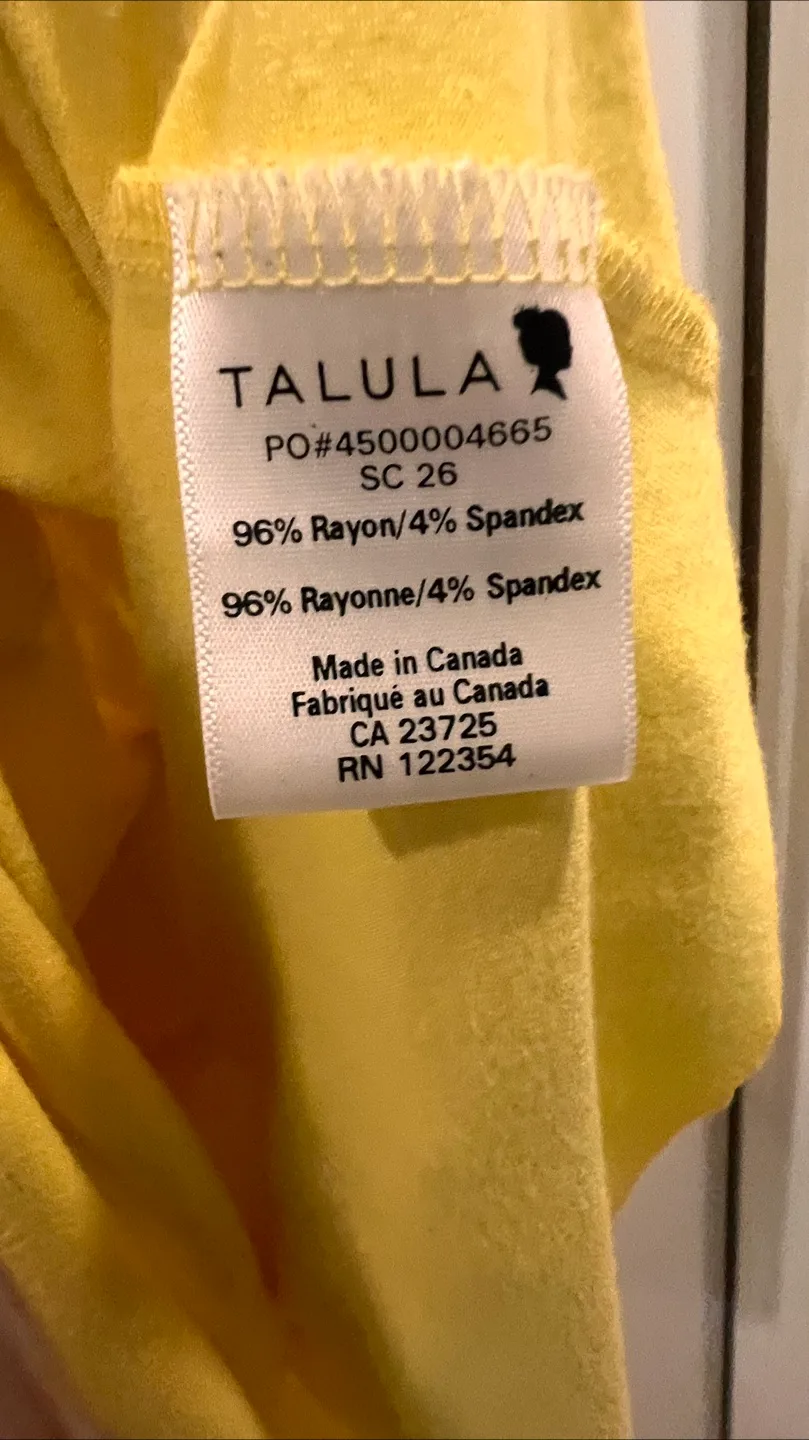 TALULA
PO#4500004665
SC 26
96% Rayon/4% Spandex
96% Rayonne/4% Spandex
Made in Canada
Fabriqué au Canada
CA 23725
RN 122354